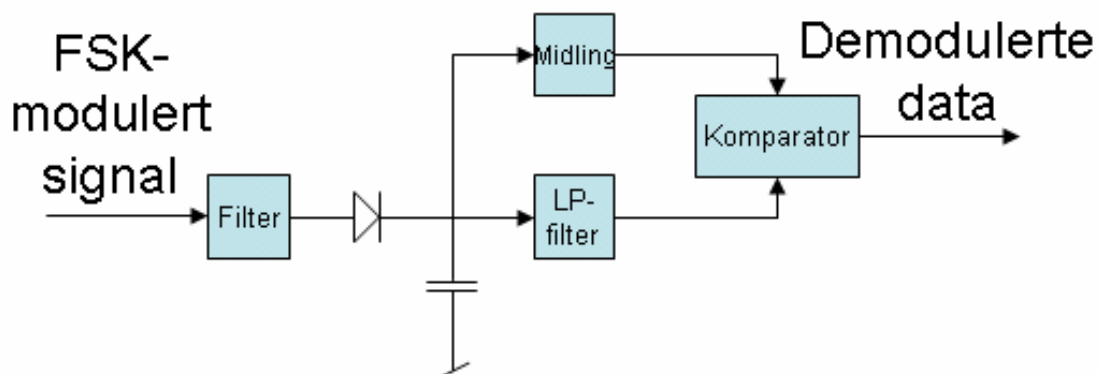 FSK-
modulert
signal
Filter
Midling
LP-
filter
Komparator
Demodulerte
data